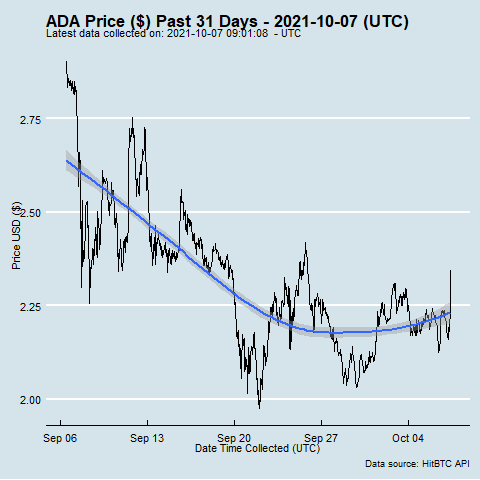 ADA Price ($) Past 31 Days - 2021-10-07 (UTC)
Latest data collected on: 2021-10-07 09:01:08 - UTC
Price USD ($)
2.75
2.50
2.25
2.00
Sep 06
Sep 13
Sep 20
Sep 27
Oct 04
Date Time Collected (UTC)
Data source: HitBTC API